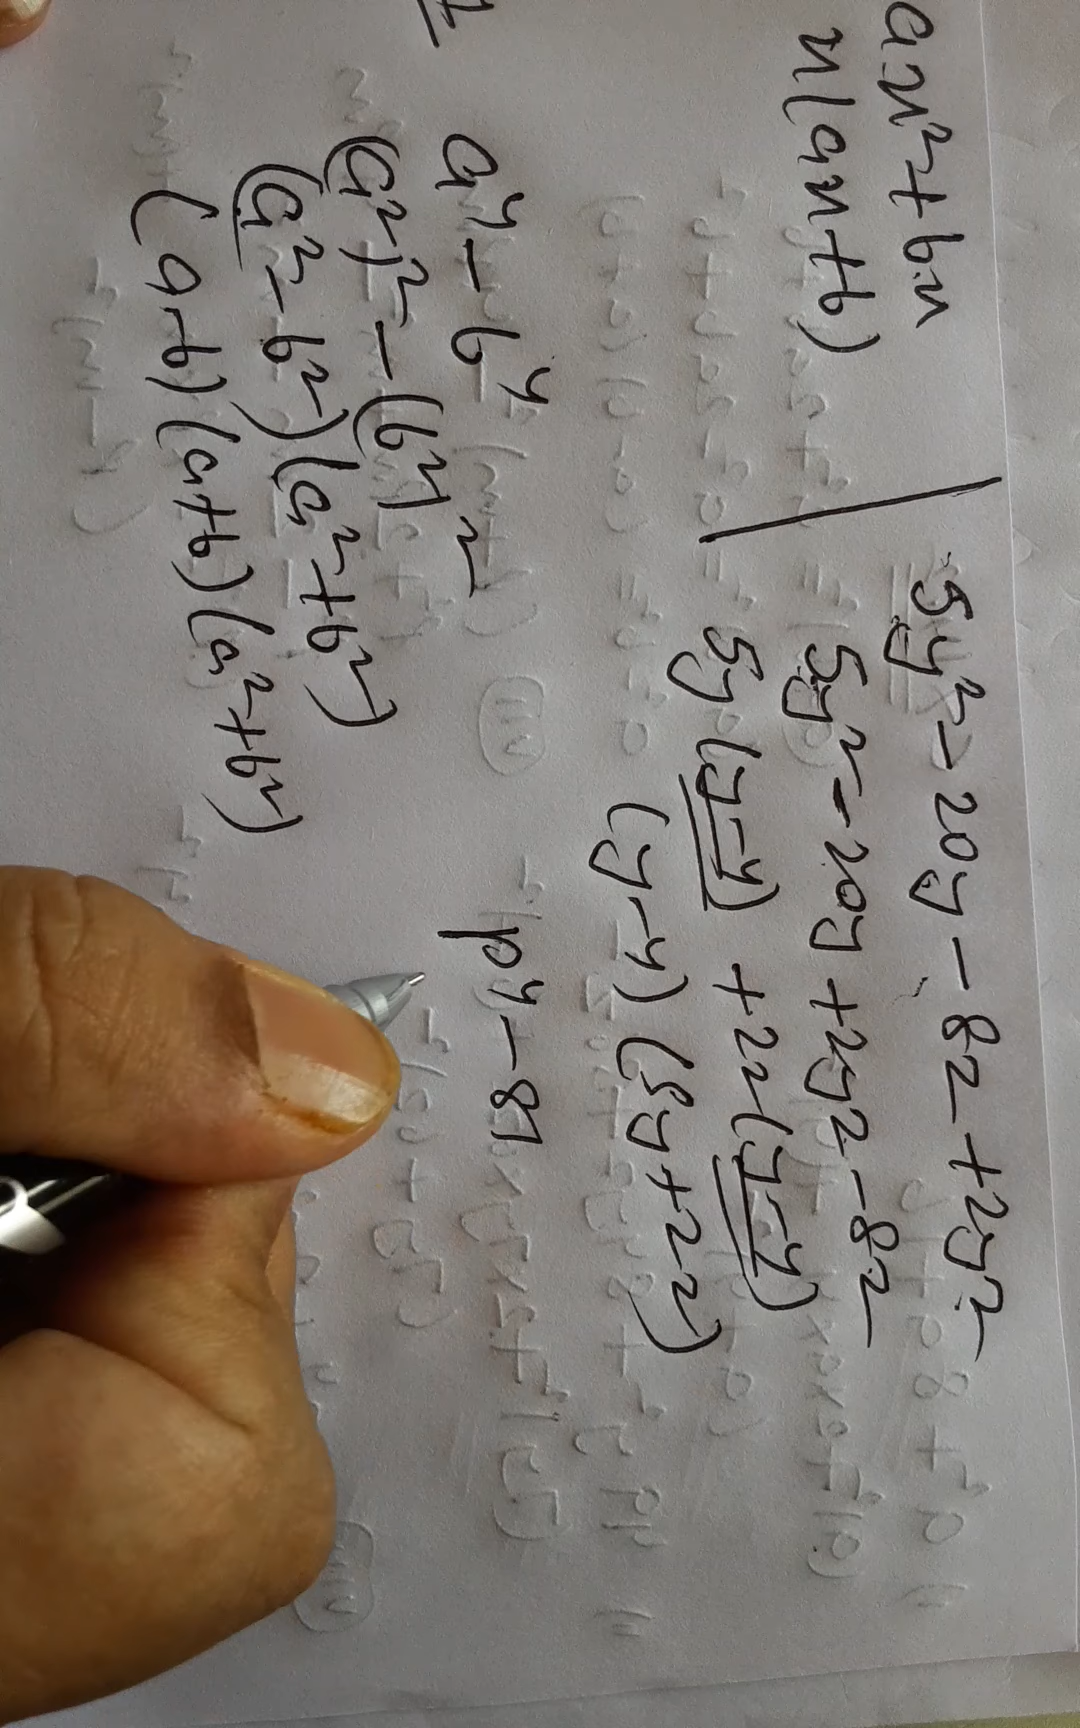 ax²+bx
x(ax+b)
5y²-20y-8z+2yz
5y²-20y+2yz-8z
5y(y-4)+2z(y-4)
(y-4)(5y+2z)
a⁴-b⁴
(a²)²-(b²)²
(a²-b²)(a²+b²)
(a-b)(a+b)(a²+b²)
p⁴-81